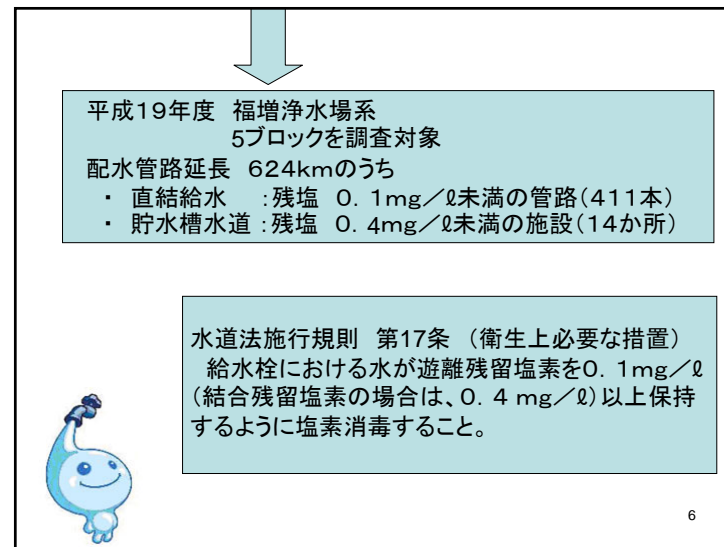 平成19年度 福増浄水場系
5ブロックを調査対象
配水管路延長 624kmのうち
・ 直結給水 :残塩 0.1mg/ℓ未満の管路(411本)
・ 貯水槽水道:残塩 0.4mg/ℓ未満の施設(14か所)
水道法施行規則 第17条 (衛生上必要な措置)
給水栓における水が遊離残留塩素を0.1mg/ℓ
(結合残留塩素の場合は、0.4 mg/ℓ)以上保持
するように塩素消毒すること。
6